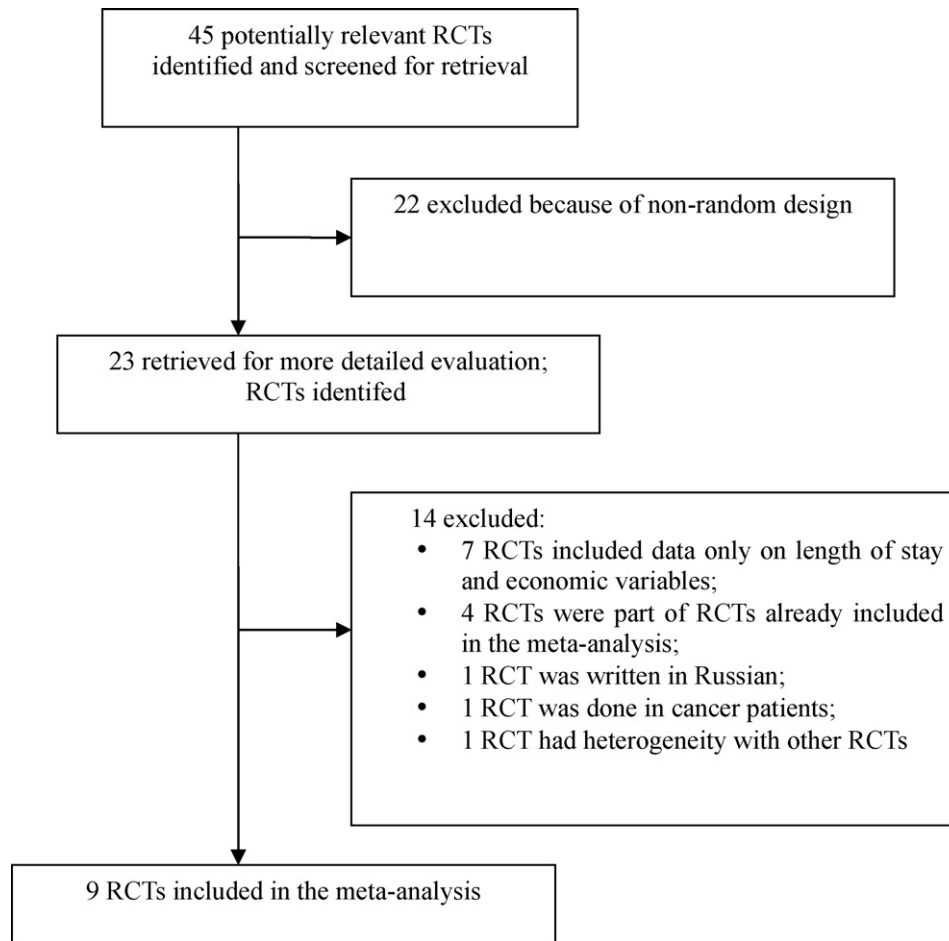 45 potentially relevant RCTs
identified and screened for retrieval
22 excluded because of non-random design
23 retrieved for more detailed evaluation;
RCTs identifed
14 excluded:
• 7 RCTs included data only on length of stay
and economic variables;
• 4 RCTs were part of RCTs already included
in the meta-analysis;
• 1 RCT was written in Russian;
• 1 RCT was done in cancer patients;
• 1 RCT had heterogeneity with other RCTs
9 RCTs included in the meta-analysis